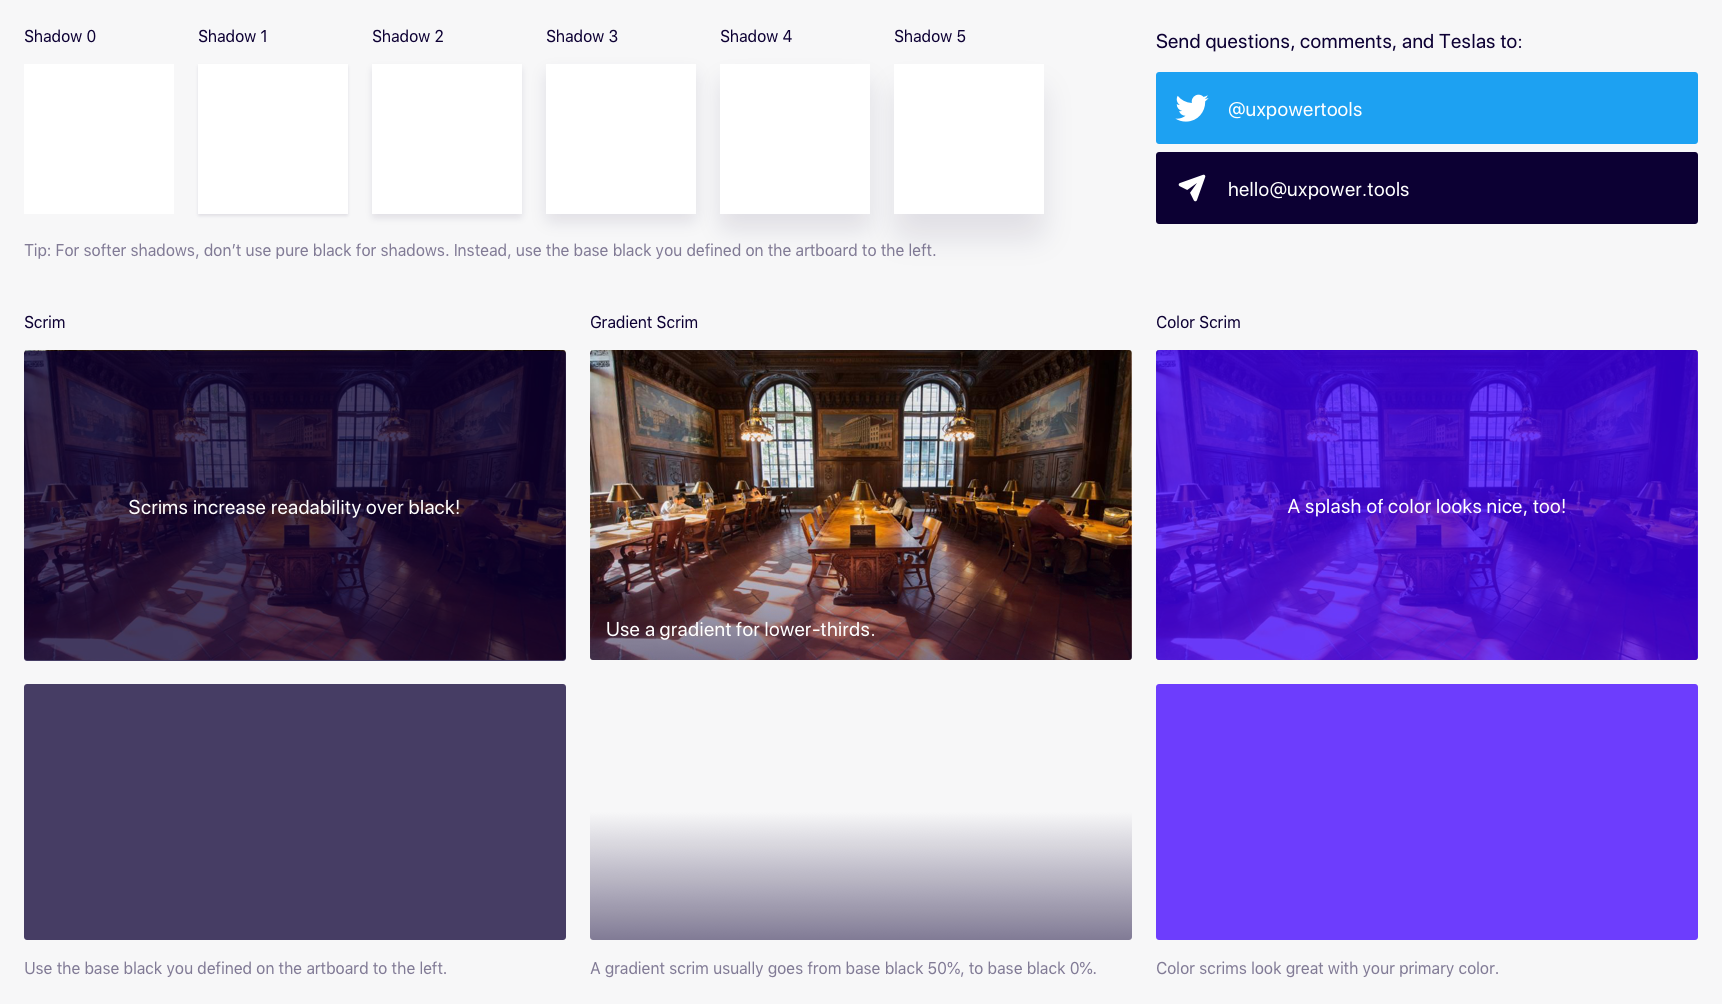 Shadow 0
Shadow 1
Shadow 2
Shadow 3
Shadow 4
Shadow 5
Tip: For softer shadows, don’t use pure black for shadows. Instead, use the base black you defined on the artboard to the left.
Send questions, comments, and Teslas to:
@uxpowertools
hello@uxpower.tools
Scrim
Scrims increase readability over black!
Use the base black you defined on the artboard to the left.
Gradient Scrim
Use a gradient for lower-thirds.
A gradient scrim usually goes from base black 50%, to base black 0%.
Color Scrim
A splash of color looks nice, too!
Color scrims look great with your primary color.